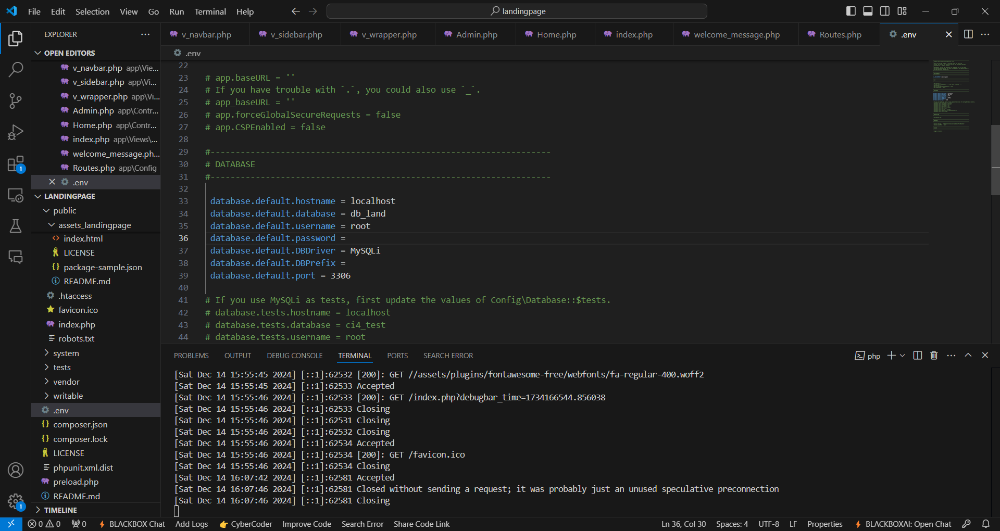 File Edit Selection View Go Run Terminal Help
landingpage
EXPLORER
OPEN EDITORS
v_navbar.php app\Vie...
v_sidebar.php app\Vi...
v_wrapper.php app\Vi...
Admin.php app\Contr...
Home.php app\Contr...
index.php app\Views\...
welcome_message.ph...
Routes.php app\Config
.env
LANDINGPAGE
public
assets_landingpage
index.html
LICENSE
package-sample.json
README.md
.htaccess
favicon.ico
index.php
robots.txt
system
tests
vendor
writable
.env
composer.json
composer.lock
LICENSE
phpunit.xml.dist
preload.php
README.md
TIMELINE
v_navbar.php v_sidebar.php v_wrapper.php Admin.php Home.php index.php welcome_message.php Routes.php .env
.env
22
23 # app.baseURL = ''
24 # If you have trouble with `.`, you could also use `_`.
25 # app_baseURL = ''
26 # app.forceGlobalSecureRequests = false
27 # app.CSPEnabled = false
28
29 #--------------------------------------------------------------------
30 # DATABASE
31 #--------------------------------------------------------------------
32
33 database.default.hostname = localhost
34 database.default.database = db_land
35 database.default.username = root
36 database.default.password =
37 database.default.DBDriver = MySQLi
38 database.default.DBPrefix =
39 database.default.port = 3306
40
41 # If you use MySQLi as tests, first update the values of Config\Database::$tests.
42 # database.tests.hostname = localhost
43 # database.tests.database = ci4_test
44 # database.tests.username = root
PROBLEMS OUTPUT DEBUG CONSOLE TERMINAL PORTS SEARCH ERROR
php
[Sat Dec 14 15:55:45 2024] [::1]:62532 [200]: GET //assets/plugins/fontawesome-free/webfonts/fa-regular-400.woff2
[Sat Dec 14 15:55:45 2024] [::1]:62533 Accepted
[Sat Dec 14 15:55:46 2024] [::1]:62533 [200]: GET /index.php?debugbar_time=1734166544.856038
[Sat Dec 14 15:55:46 2024] [::1]:62533 Closing
[Sat Dec 14 15:55:46 2024] [::1]:62531 Closing
[Sat Dec 14 15:55:46 2024] [::1]:62532 Closing
[Sat Dec 14 15:55:46 2024] [::1]:62534 Accepted
[Sat Dec 14 15:55:46 2024] [::1]:62534 [200]: GET /favicon.ico
[Sat Dec 14 15:55:46 2024] [::1]:62534 Closing
[Sat Dec 14 16:07:42 2024] [::1]:62581 Accepted
[Sat Dec 14 16:07:46 2024] [::1]:62581 Closed without sending a request; it was probably just an unused speculative preconnection
[Sat Dec 14 16:07:46 2024] [::1]:62581 Closing
1
1
0 0 0 BLACKBOX Chat Add Logs CyberCoder Improve Code Search Error Share Code Link Ln 36, Col 30 Spaces: 4 UTF-8 LF Properties BLACKBOXAI: Open Chat